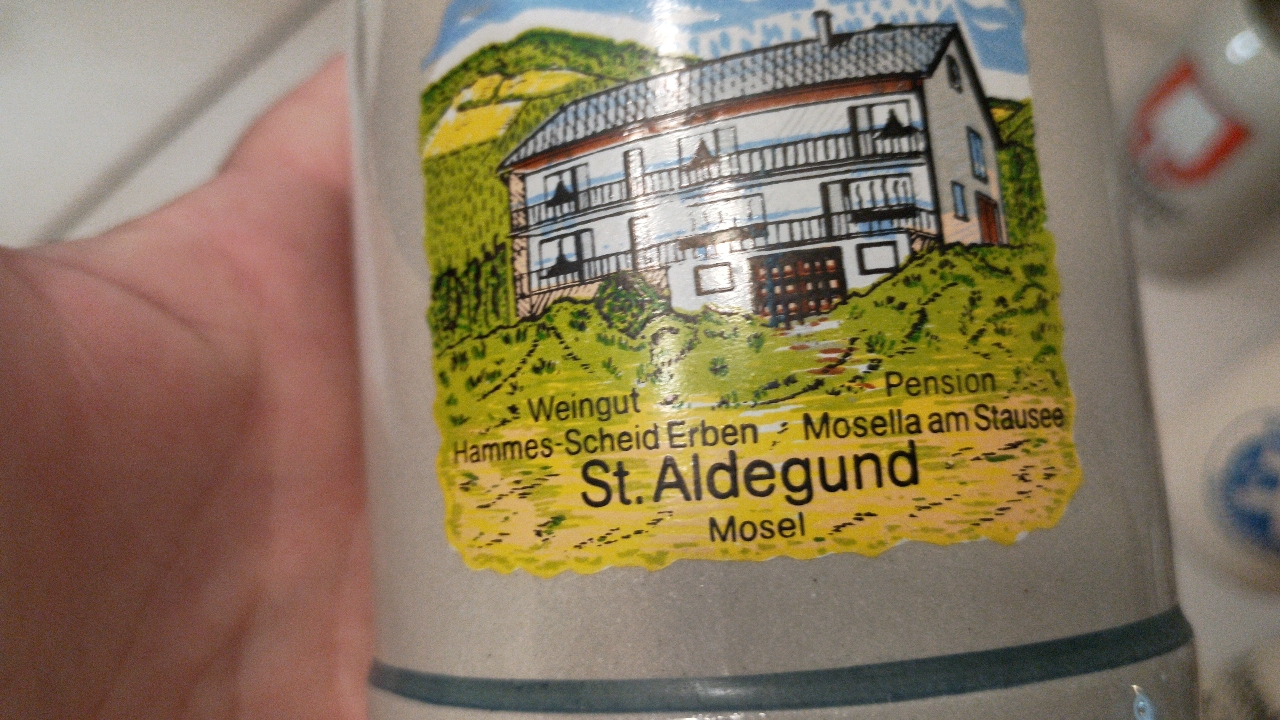 Weingut Pension
Hammes-Scheid Erben - Mosella am Stausee
St. Aldegund
Mosel